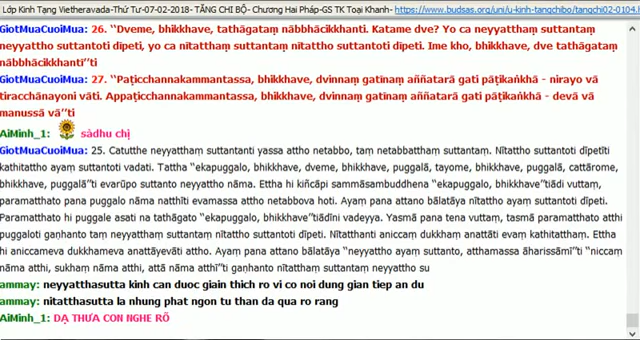 Lớp Kinh Tạng Vietheravada-Thứ Tư-07-02-2018- TĂNG CHI BỘ- Chương Hai Pháp-GS TK Toại Khanh- https://www.budsas.org/uni/u-kinh-tangchibo/tangchi02-0104.h
GiotMuaCuoiMua: 26. ‘‘Dveme, bhikkhave, tathāgataṃ nābbhācikkhanti. Katame dve? Yo ca neyyatthaṃ suttantaṃ
neyyattho suttantoti dīpeti, yo ca nītatthaṃ suttantaṃ nītattho suttantoti dīpeti. Ime kho, bhikkhave, dve tathāgataṃ
nābbhācikkhantī’’ti
GiotMuaCuoiMua: 27. ‘‘Paṭicchannakammantassa, bhikkhave, dvinnaṃ gatīnaṃ aññatarā gati pāṭikaṅkhā - nirayo vā
tiracchānayoni vāti. Appaṭicchannakammantassa, bhikkhave, dvinnaṃ gatīnaṃ aññatarā gati pāṭikaṅkhā - devā vā
manussā vā’’ti
AiMinh_1: sàdhu chị
GiotMuaCuoiMua: 25. Catutthe neyyatthaṃ suttantanti yassa attho netabbo, taṃ netabbatthaṃ suttantaṃ. Nītattho suttantoti dīpetīti
kathitattho ayaṃ suttantoti vadati. Tattha ‘‘ekapuggalo, bhikkhave, dveme, bhikkhave, puggalā, tayome, bhikkhave, puggalā, cattārome,
bhikkhave, puggalā’’ti evarūpo suttanto neyyattho nāma. Ettha hi kiñcāpi sammāsambuddhena ‘‘ekapuggalo, bhikkhave’’tiādi vuttaṃ,
paramatthato pana puggalo nāma natthīti evamassa attho netabbova hoti. Ayaṃ pana attano bālatāya nītattho ayaṃ suttantoti dīpeti.
Paramatthato hi puggale asati na tathāgato ‘‘ekapuggalo, bhikkhave’’tiādīni vadeyya. Yasmā pana tena vuttaṃ, tasmā paramatthato atthi
puggaloti gaṇhanto taṃ neyyatthaṃ suttantaṃ nītattho suttantoti dīpeti. Nītatthanti aniccaṃ dukkhaṃ anattāti evaṃ kathitatthaṃ. Ettha
hi aniccameva dukkhameva anattāyevāti attho. Ayaṃ pana attano bālatāya ‘‘neyyattho ayaṃ suttanto, atthamassa āharissāmī’’ti ‘‘niccaṃ
nāma atthi, sukhaṃ nāma atthi, attā nāma atthī’’ti gaṇhanto nītatthaṃ suttantaṃ neyyattho su
ammay: neyyatthasutta kinh can duoc giain thich ro vi co noi dung gian tiep an du
ammay: nitatthasutta la nhung phat ngon tu than da qua ro rang
AiMinh_1: DẠ THƯA CON NGHE RÕ